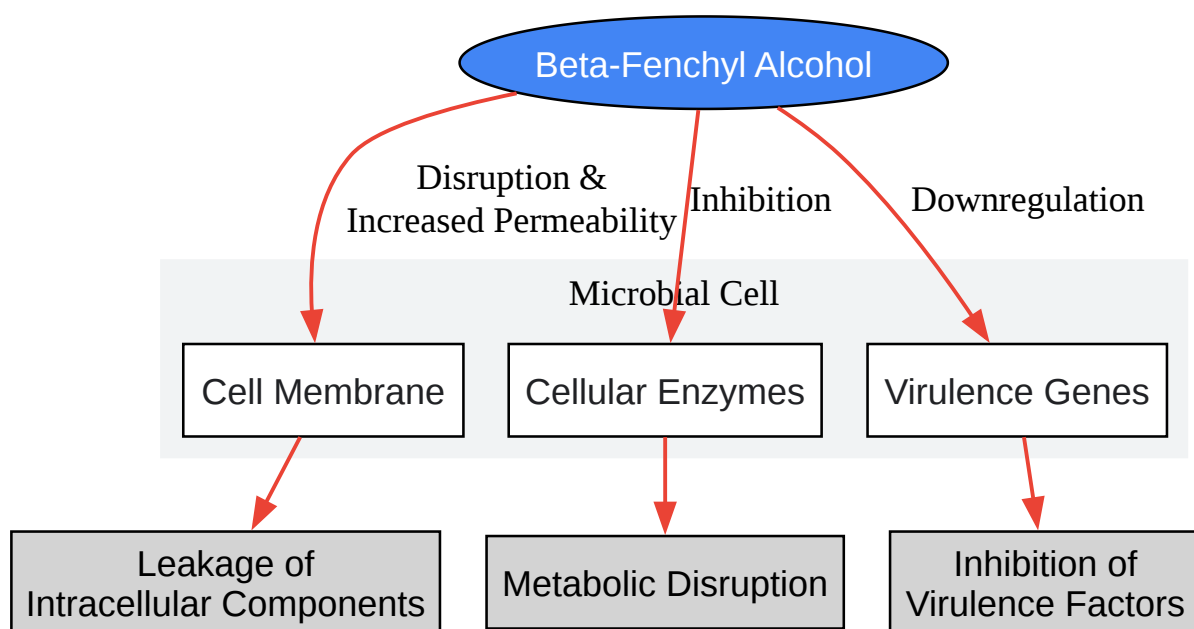 Beta-Fenchyl Alcohol
Disruption &
Increased Permeability
Inhibition
Downregulation
Microbial Cell
Cell Membrane
Cellular Enzymes
Virulence Genes
Leakage of
Intracellular Components
Metabolic Disruption
Inhibition of
Virulence Factors